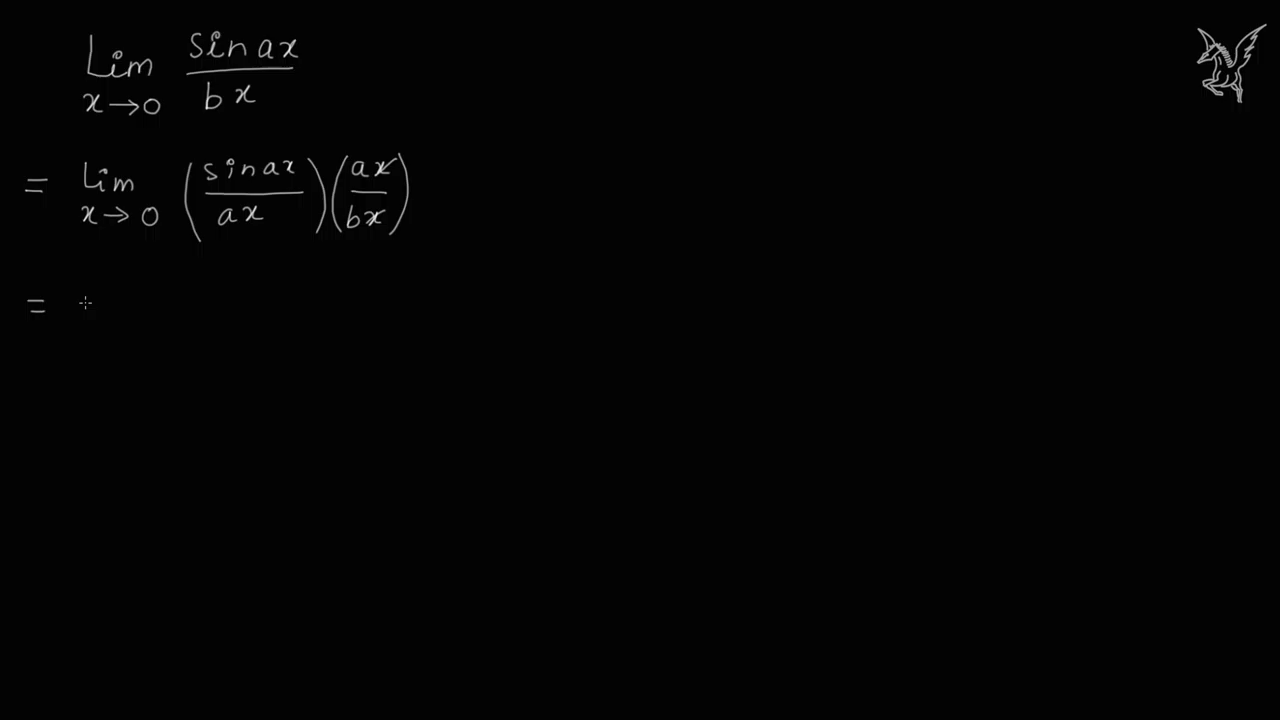 Lim sin ax
x→0 bx
= Lim (sin ax / ax) (ax / bx)
x→0
=